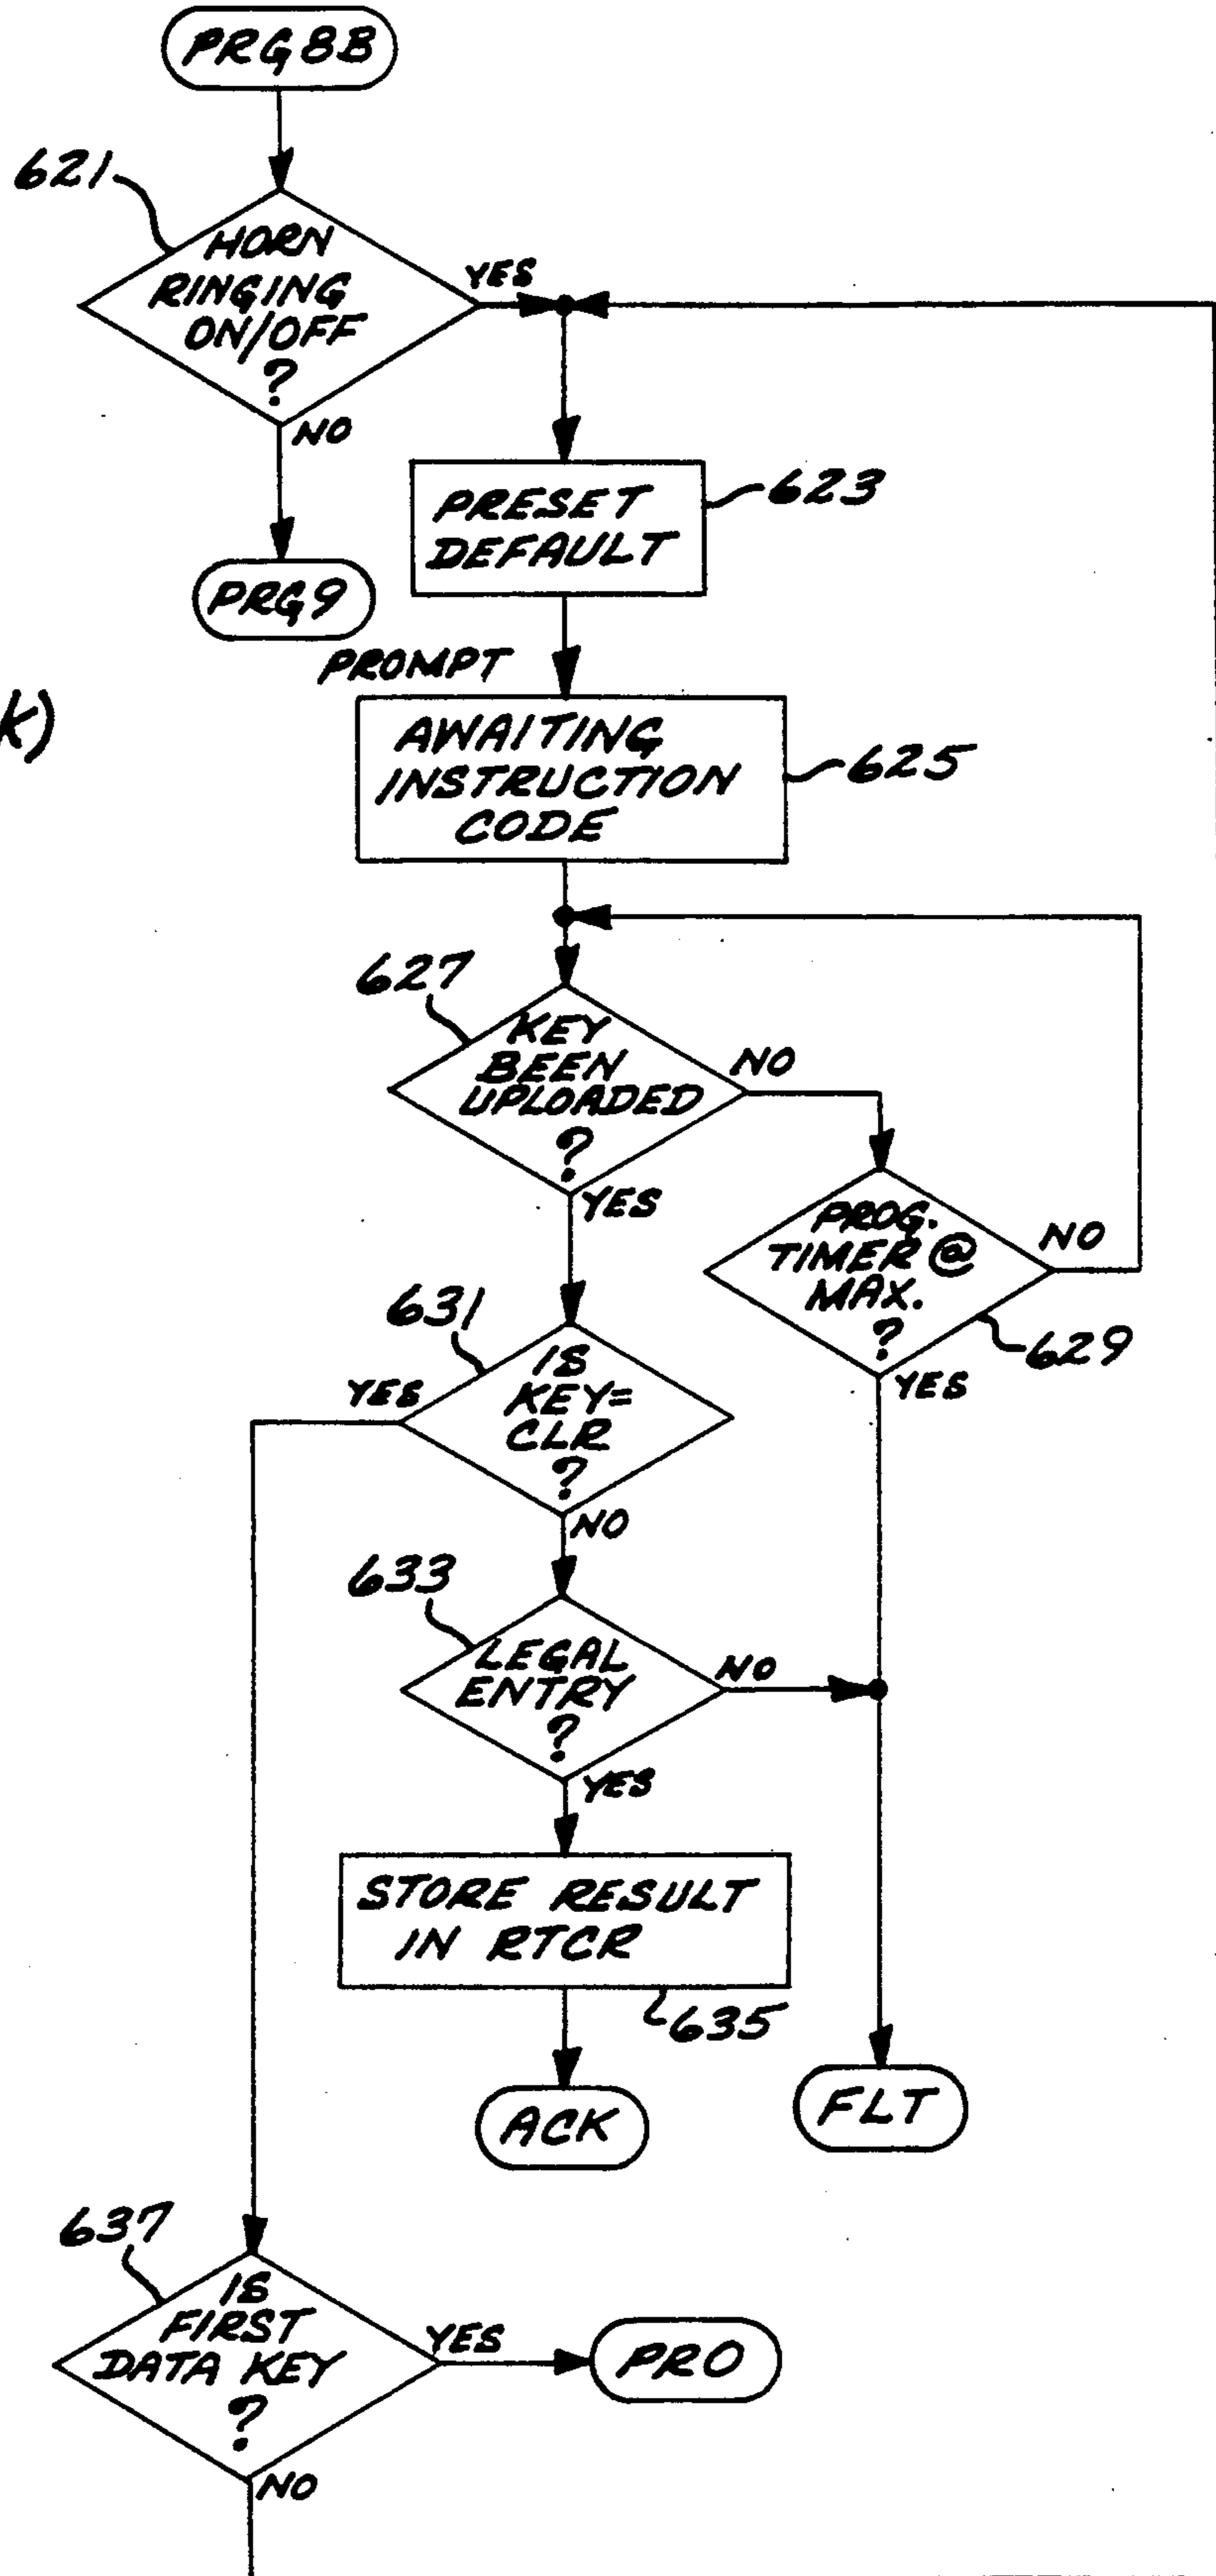 PRG8B
621
HORN
RINGING
ON/OFF
?
YES
NO
PRG9
PRESET
DEFAULT
623
PROMPT
K)
AWAITING
INSTRUCTION
CODE
625
627
KEY
BEEN
UPLOADED
?
NO
YES
PROG.
TIMER @
MAX.
?
NO
629
YES
631
IS
KEY=
CLR
?
YES
NO
633
LEGAL
ENTRY
?
NO
YES
STORE RESULT
IN RTCR
635
ACK
FLT
637
IS
FIRST
DATA KEY
?
YES
PRO
NO